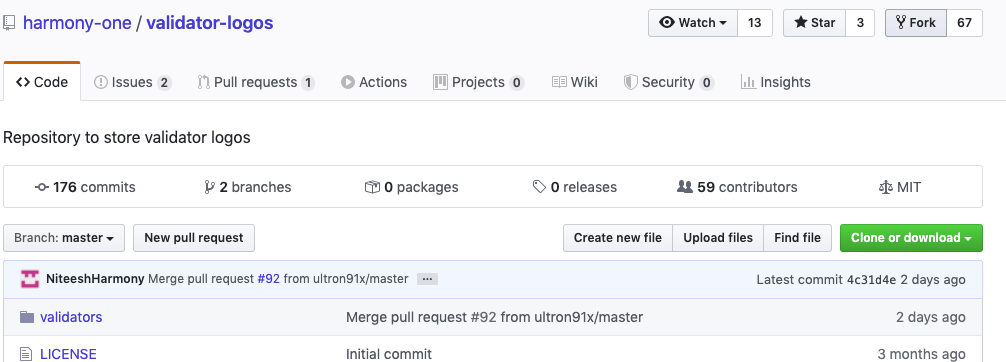 harmony-one / validator-logos Watch 13 Star 3 Fork 67
Code Issues 2 Pull requests 1 Actions Projects 0 Wiki Security 0 Insights
Repository to store validator logos
176 commits 2 branches 0 packages 0 releases 59 contributors MIT
Branch: master New pull request Create new file Upload files Find file Clone or download
NiteeshHarmony Merge pull request #92 from ultron91x/master ... Latest commit 4c31d4e 2 days ago
validators Merge pull request #92 from ultron91x/master 2 days ago
LICENSE Initial commit 3 months ago